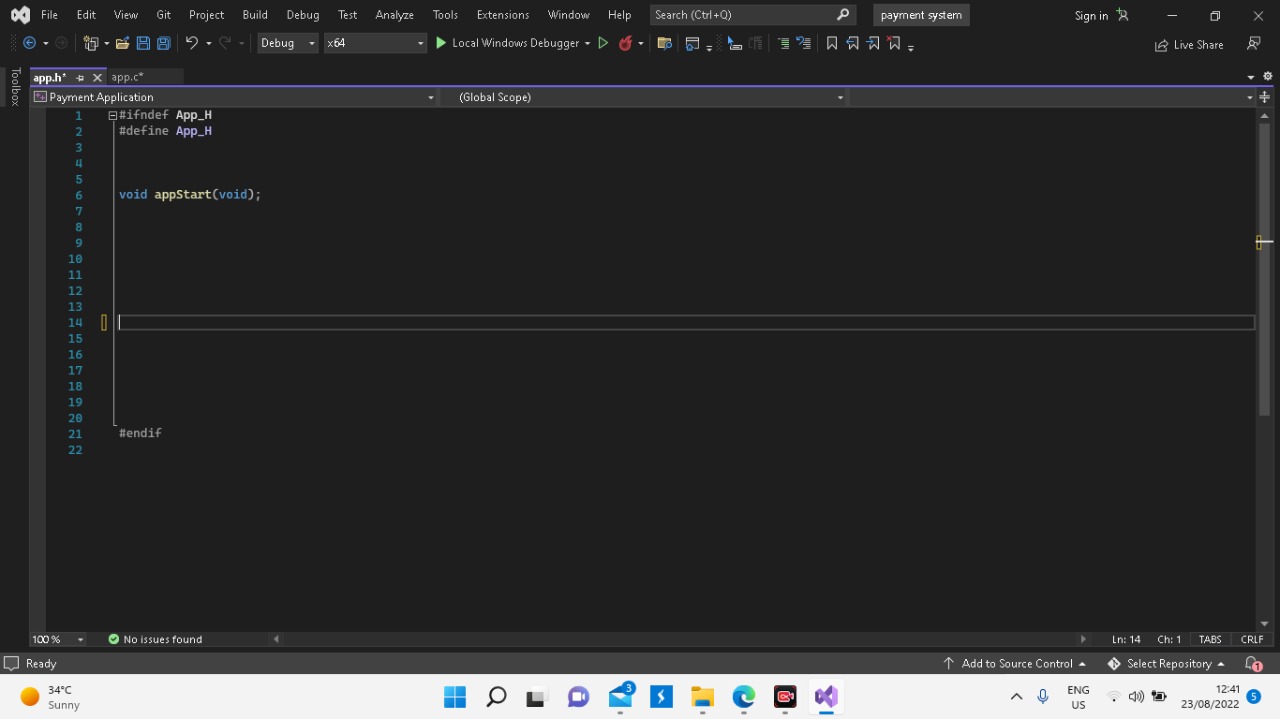 File Edit View Git Project Build Debug Test Analyze Tools Extensions Window Help Search (Ctrl+Q) payment system Sign in
Debug x64 Local Windows Debugger Live Share
Toolbox
app.h* app.c*
Payment Application (Global Scope)
1 #ifndef App_H
2 #define App_H
3
4
5
6 void appStart(void);
7
8
9
10
11
12
13
14
15
16
17
18
19
20
21 #endif
22
100 % No issues found Ln: 14 Ch: 1 TABS CRLF
Ready Add to Source Control Select Repository 1
34°C
Sunny
3
ENG
US
12:41
23/08/2022
5